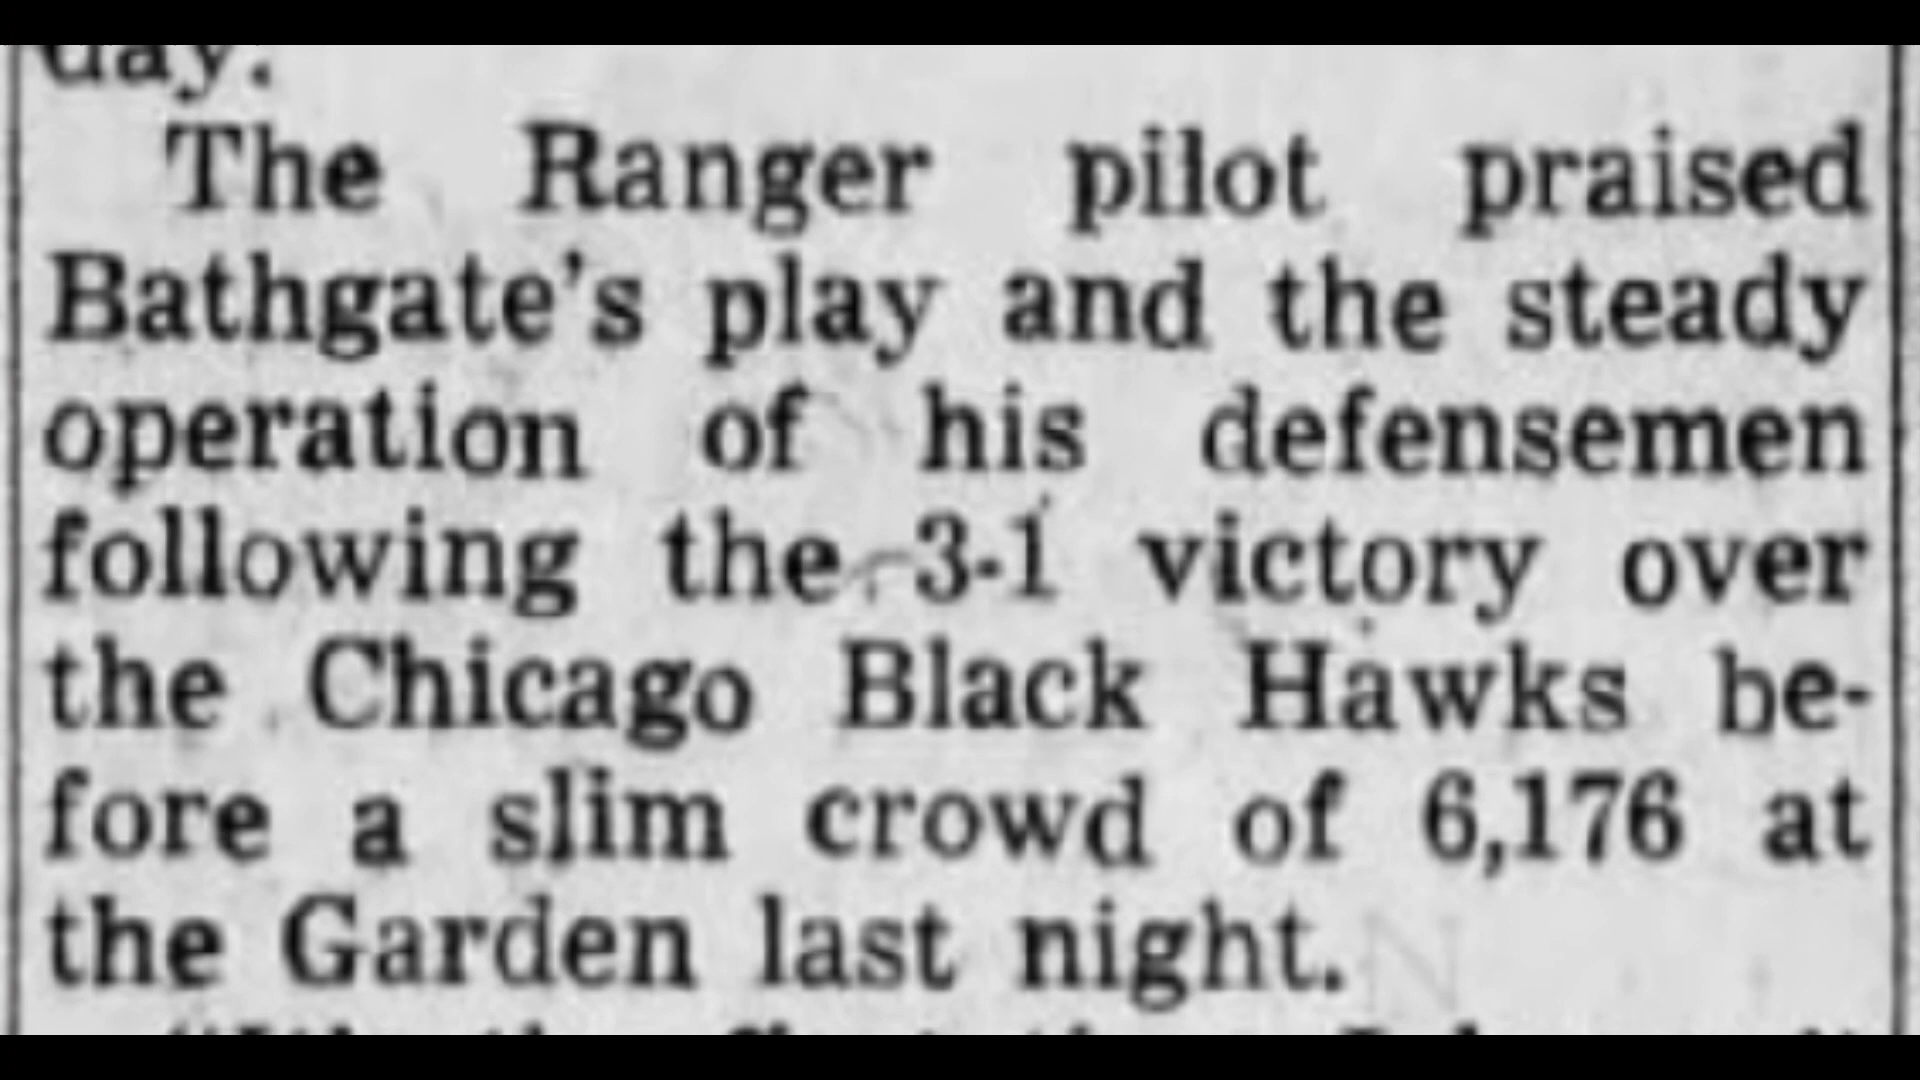 day.
The Ranger pilot praised
Bathgate's play and the steady
operation of his defensemen
following the 3-1 victory over
the Chicago Black Hawks be-
fore a slim crowd of 6,176 at
the Garden last night.